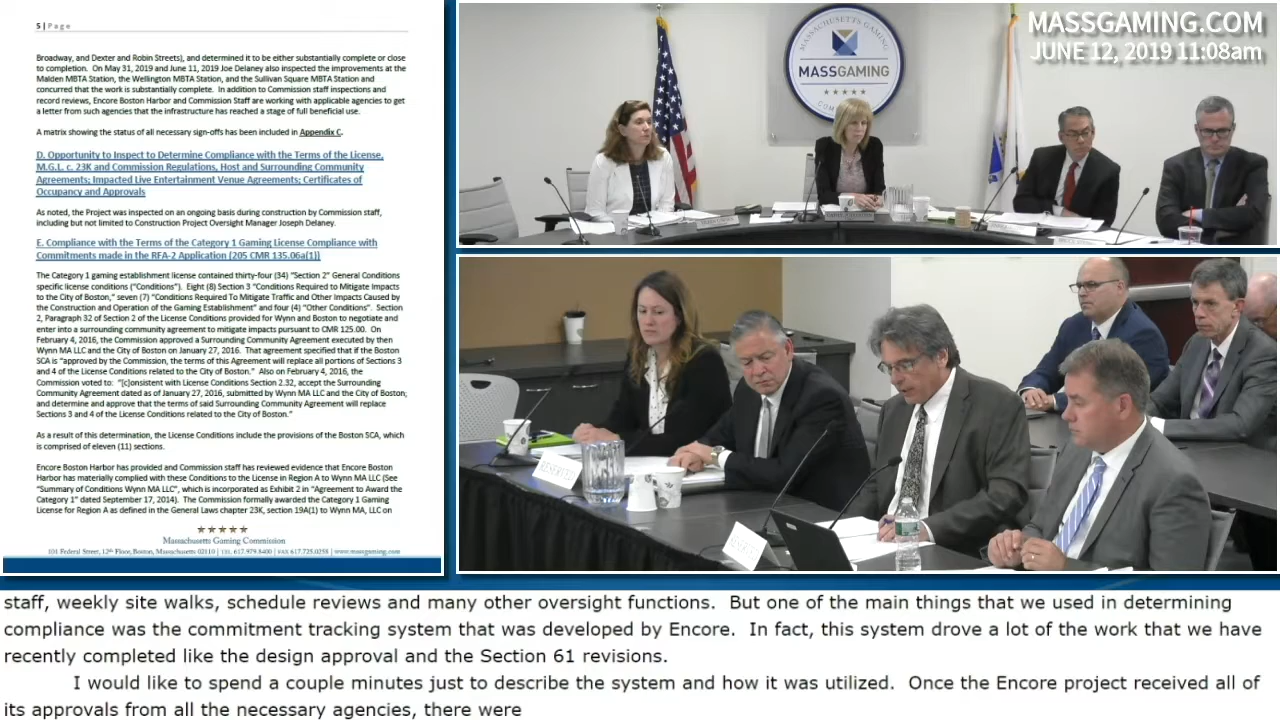 5 | Page
Broadway, and Dexter and Robin Streets), and determined it to be either substantially complete or close
to completion. On May 31, 2019 and June 11, 2019 Joe Delaney also inspected the improvements at the
Malden MBTA Station, the Wellington MBTA Station, and the Sullivan Square MBTA Station and
concurred that the work is substantially complete. In addition to Commission staff inspections and
record reviews, Encore Boston Harbor and Commission Staff are working with applicable agencies to get
a letter from such agencies that the infrastructure has reached a stage of full beneficial use.
A matrix showing the status of all necessary sign-offs has been included in Appendix C.
D. Opportunity to Inspect to Determine Compliance with the Terms of the License,
M.G.L. c. 23K and Commission Regulations, Host and Surrounding Community
Agreements; Impacted Live Entertainment Venue Agreements; Certificates of
Occupancy and Approvals
As noted, the Project was inspected on an ongoing basis during construction by Commission staff,
including but not limited to Construction Project Oversight Manager Joseph Delaney.
E. Compliance with the Terms of the Category 1 Gaming License Compliance with
Commitments made in the RFA-2 Application (205 CMR 135.06a(1))
The Category 1 gaming establishment license contained thirty-four (34) "Section 2" General Conditions
specific license conditions ("Conditions"). Eight (8) Section 3 "Conditions Required to Mitigate Impacts
to the City of Boston," seven (7) "Conditions Required To Mitigate Traffic and Other Impacts Caused by
the Construction and Operation of the Gaming Establishment" and four (4) "Other Conditions". Section
2, Paragraph 32 of Section 2 of the License Conditions provided for Wynn and Boston to negotiate and
enter into a surrounding community agreement to mitigate impacts pursuant to CMR 125.00. On
February 4, 2016, the Commission approved a Surrounding Community Agreement executed by then
Wynn MA LLC and the City of Boston on January 27, 2016. That agreement specified that if the Boston
SCA is "approved by the Commission, the terms of this Agreement will replace all portions of Sections 3
and 4 of the License Conditions related to the City of Boston." Also on February 4, 2016, the
Commission voted to: "[c]onsistent with License Conditions Section 2.32, accept the Surrounding
Community Agreement dated as of January 27, 2016, submitted by Wynn MA LLC and the City of Boston;
and determine and approve that the terms of said Surrounding Community Agreement will replace
Sections 3 and 4 of the License Conditions related to the City of Boston."
As a result of this determination, the License Conditions include the provisions of the Boston SCA, which
is comprised of eleven (11) sections.
Encore Boston Harbor has provided and Commission staff has reviewed evidence that Encore Boston
Harbor has materially complied with these Conditions to the License in Region A to Wynn MA LLC (See
"Summary of Conditions Wynn MA LLC", which is incorporated as Exhibit 2 in "Agreement to Award the
Category 1" dated September 17, 2014). The Commission formally awarded the Category 1 Gaming
License for Region A as defined in the General Laws chapter 23K, section 19A(1) to Wynn MA, LLC on
★★★★★
Massachusetts Gaming Commission
101 Federal Street, 12th Floor, Boston, Massachusetts 02110 | TEL 617.979.8400 | FAX 617.725.0258 | www.massgaming.com
MASSACHUSETTS GAMING
MASSGAMING
MASSGAMING.COM
JUNE 12, 2019 11:08am
RESERVED
staff, weekly site walks, schedule reviews and many other oversight functions. But one of the main things that we used in determining
compliance was the commitment tracking system that was developed by Encore. In fact, this system drove a lot of the work that we have
recently completed like the design approval and the Section 61 revisions.
I would like to spend a couple minutes just to describe the system and how it was utilized. Once the Encore project received all of
its approvals from all the necessary agencies, there were